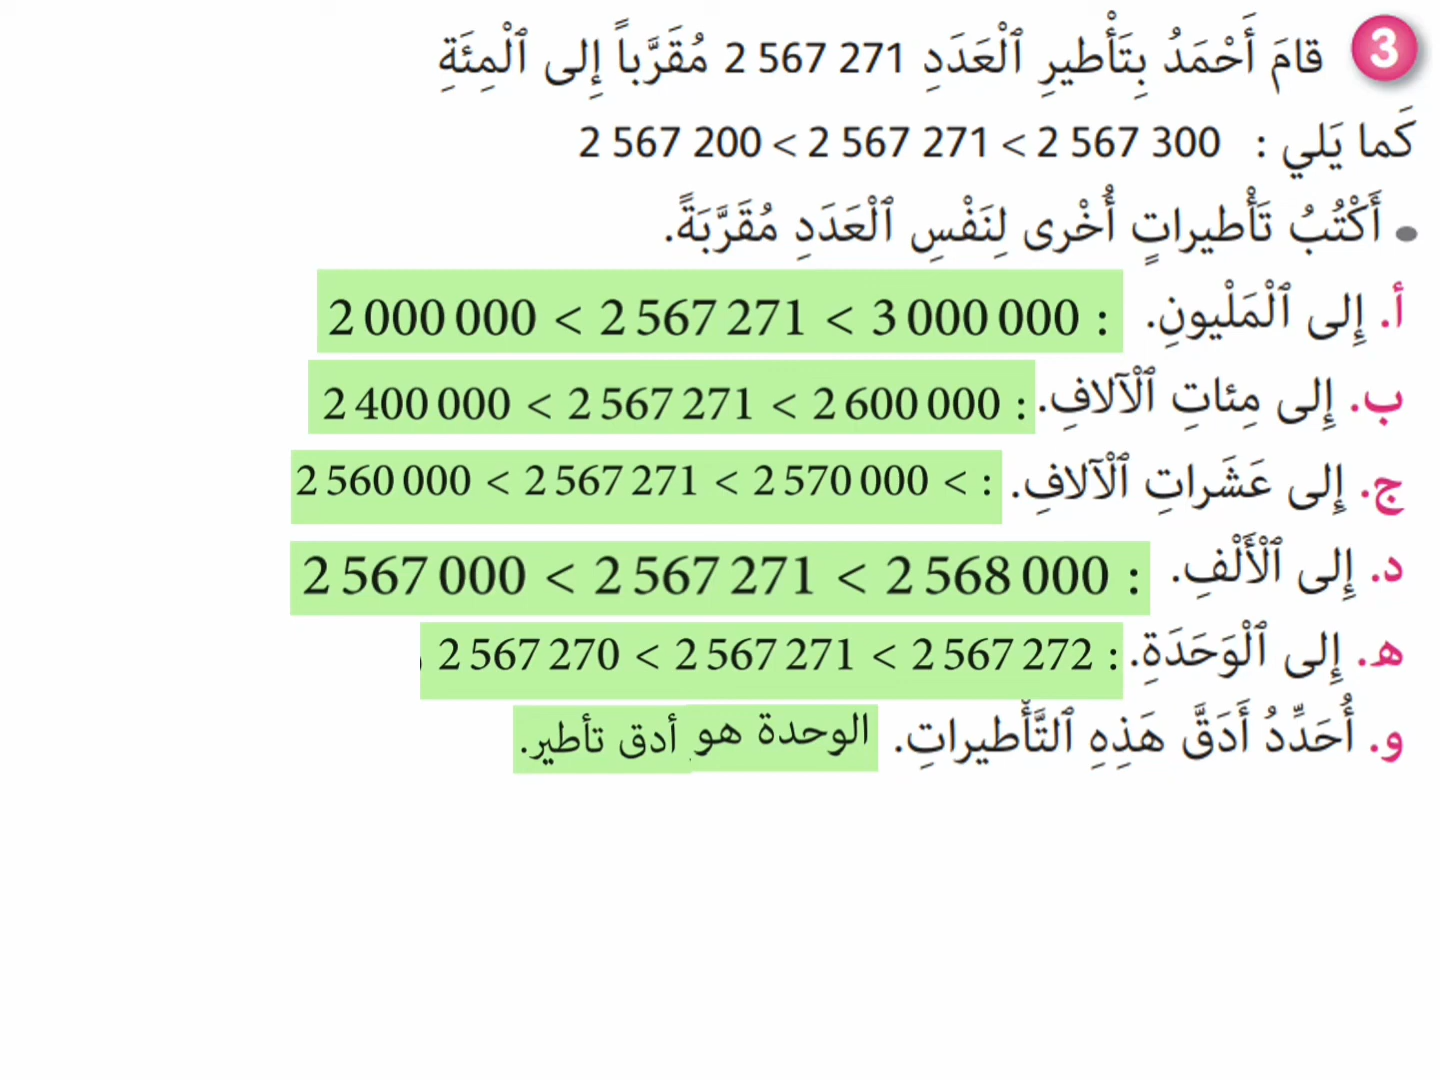 3 قامَ أَحْمَدُ بِتَأْطيرِ ٱلْعَدَدِ 271 567 2 مُقَرَّباً إِلى ٱلْمِئَةِ
كَما يَلي : 2 567 200 < 2 567 271 < 2 567 300
• أَكْتُبُ تَأْطيراتٍ أُخْرى لِنَفْسِ ٱلْعَدَدِ مُقَرَّبَةً.
أ. إِلى ٱلْمَلْيونِ. : 2 000 000 < 2 567 271 < 3 000 000
ب. إِلى مِئاتِ ٱلْآلافِ. : 2 400 000 < 2 567 271 < 2 600 000
ج. إِلى عَشَراتِ ٱلْآلافِ. : 2 560 000 < 2 567 271 < 2 570 000 <
د. إِلى ٱلْأَلْفِ. : 2 567 000 < 2 567 271 < 2 568 000
ه. إِلى ٱلْوَحَدَةِ. : 2 567 270 < 2 567 271 < 2 567 272
و. أُحَدِّدُ أَدَقَّ هَذِهِ ٱلتَّأْطيراتِ. الوحدة هو أدق تأطير.